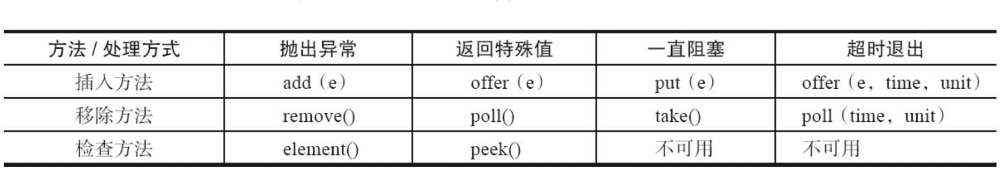 方法 / 处理方式 抛出异常 返回特殊值 一直阻塞 超时退出
插入方法 add（e） offer（e） put（e） offer（e，time，unit）
移除方法 remove() poll() take() poll（time，unit）
检查方法 element() peek() 不可用 不可用